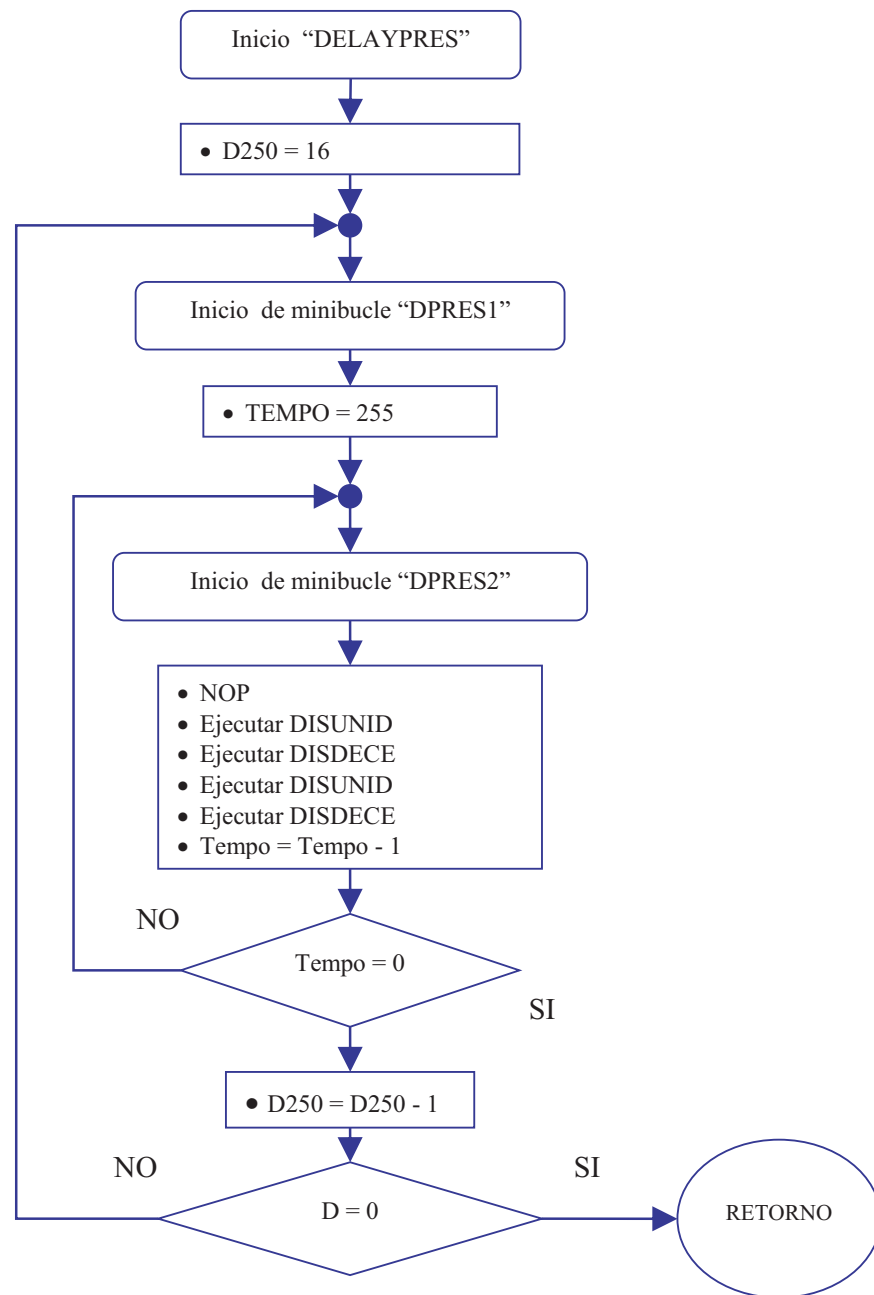 Inicio “DELAYPRES”
• D250 = 16
Inicio de minibucle “DPRES1”
• TEMPO = 255
Inicio de minibucle “DPRES2”
• NOP
• Ejecutar DISUNID
• Ejecutar DISDECE
• Ejecutar DISUNID
• Ejecutar DISDECE
• Tempo = Tempo - 1
NO
Tempo = 0
SI
• D250 = D250 - 1
NO
SI
D = 0
RETORNO